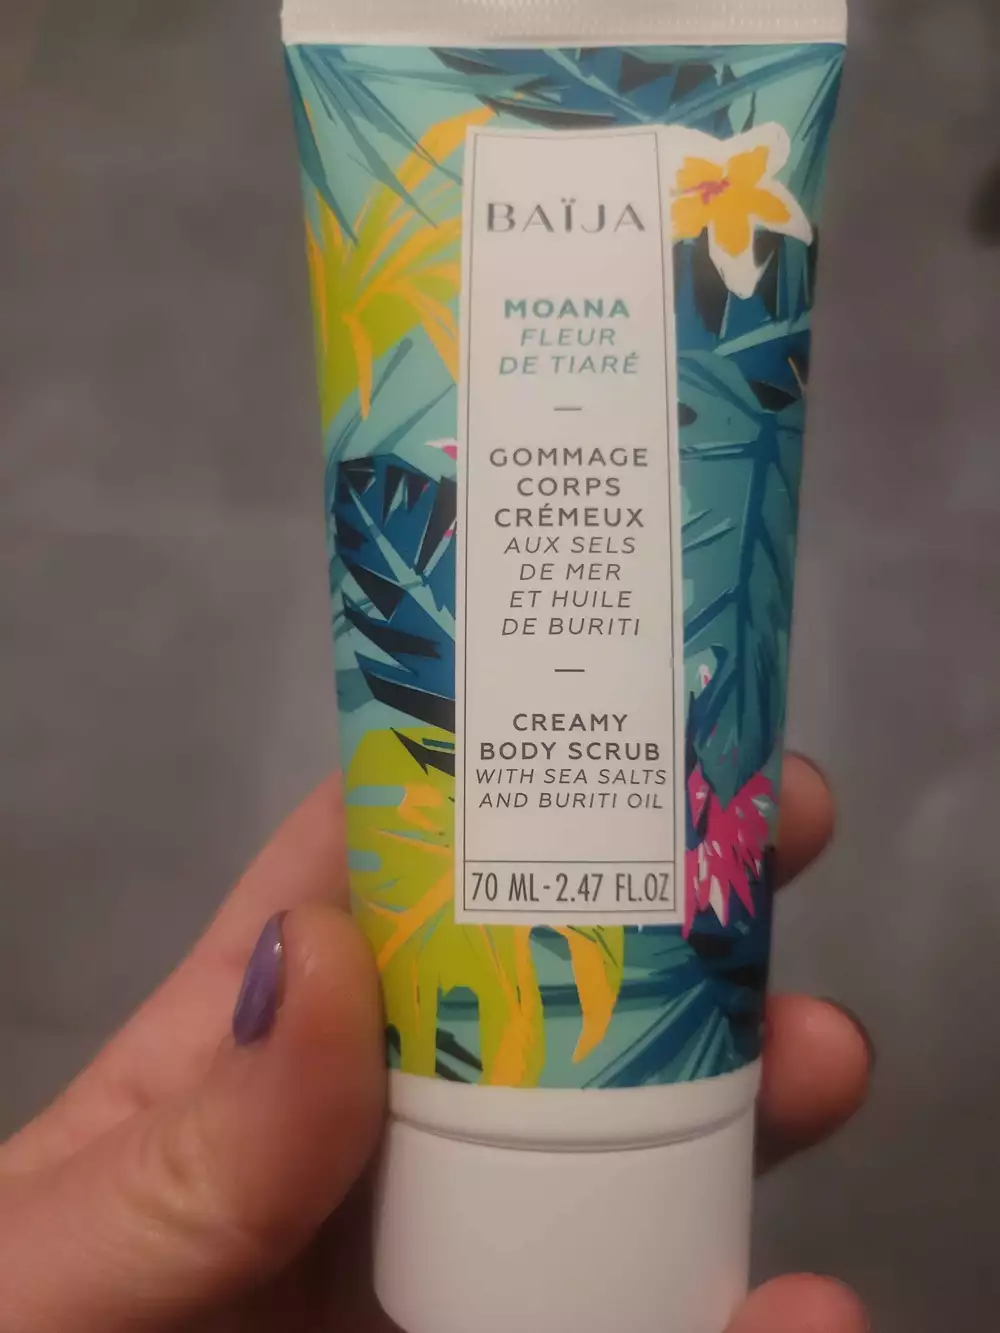 BAÏJA
MOANA
FLEUR
DE TIARÉ
—
GOMMAGE
CORPS
CRÉMEUX
AUX SELS
DE MER
ET HUILE
DE BURITI
—
CREAMY
BODY SCRUB
WITH SEA SALTS
AND BURITI OIL
70 ML-2.47 FL.OZ